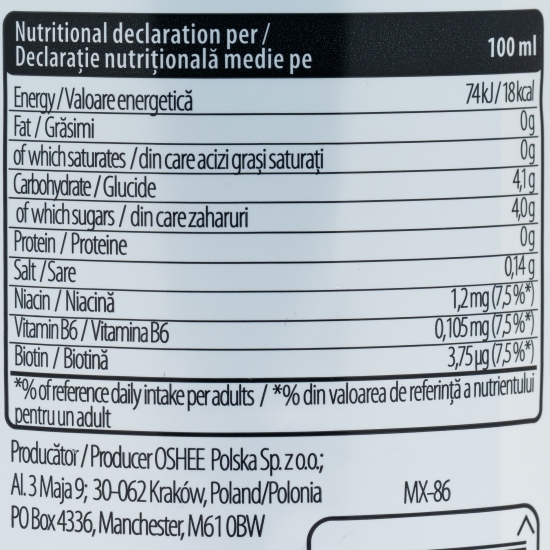 Nutritional declaration per /
Declarație nutrițională medie pe 100 ml
Energy / Valoare energetică 74 kJ / 18 kcal
Fat / Grăsimi 0g
of which saturates / din care acizi grași saturați 0g
Carbohydrate / Glucide 4,1g
of which sugars / din care zaharuri 4,0g
Protein / Proteine 0g
Salt / Sare 0,14 g
Niacin / Niacină 1,2 mg (7,5%*)
Vitamin B6 / Vitamina B6 0,105 mg (7,5%*)
Biotin / Biotină 3,75 µg (7,5%*)
*% of reference daily intake per adults / *% din valoarea de referință a nutrientului
pentru un adult
Producător / Producer OSHEE Polska Sp. z o.o.;
Al. 3 Maja 9; 30-062 Kraków, Poland/Polonia MX-86
PO Box 4336, Manchester, M61 0BW